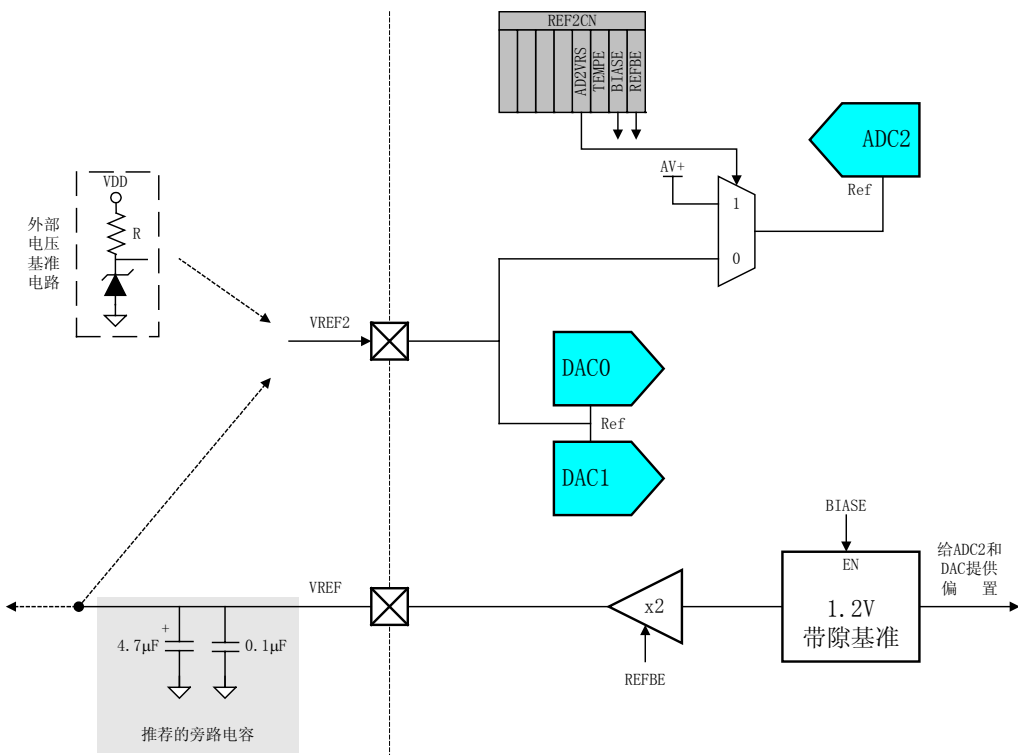 REF2CN
AD2VRS
TEMPE
BIASE
REFBE
ADC2
Ref
AV+
1
0
VDD
R
外部
电压
基准
电路
VREF2
DAC0
Ref
DAC1
BIASE
EN
1.2V
带隙基准
给ADC2和
DAC提供
偏 置
VREF
x2
REFBE
+
4.7μF
0.1μF
推荐的旁路电容